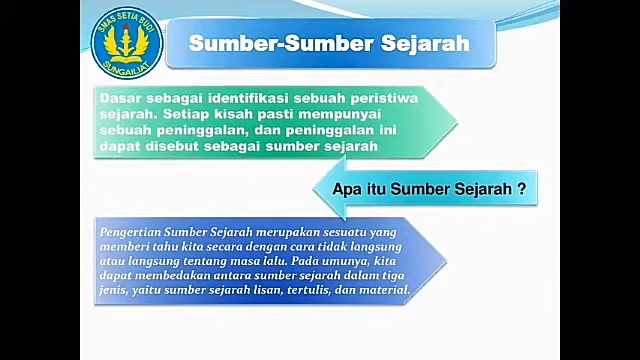 SMAS SETIA BUDI
SUNGAILIAT
Sumber-Sumber Sejarah
Dasar sebagai identifikasi sebuah peristiwa
sejarah. Setiap kisah pasti mempunyai
sebuah peninggalan, dan peninggalan ini
dapat disebut sebagai sumber sejarah
Apa itu Sumber Sejarah ?
Pengertian Sumber Sejarah merupakan sesuatu yang
memberi tahu kita secara dengan cara tidak langsung
atau langsung tentang masa lalu. Pada umunya, kita
dapat membedakan antara sumber sejarah dalam tiga
jenis, yaitu sumber sejarah lisan, tertulis, dan material.